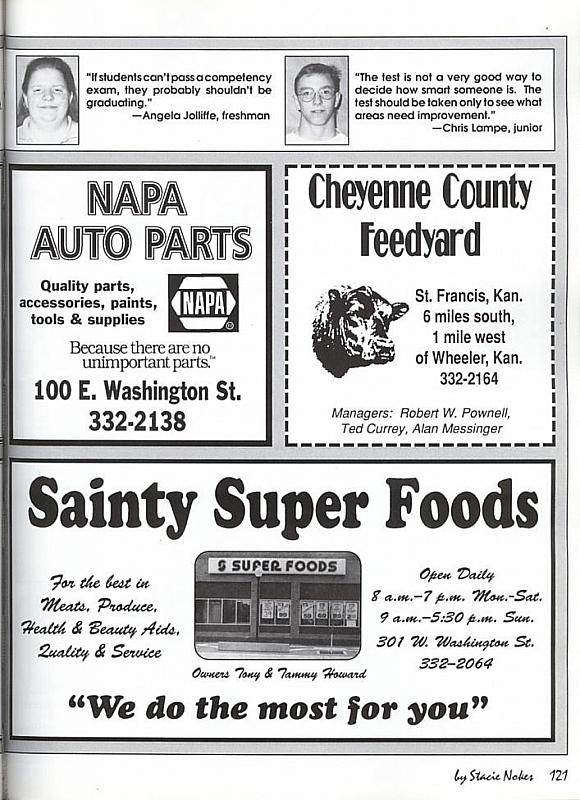 "If students can't pass a competency
exam, they probably shouldn't be
graduating."
—Angela Jolliffe, freshman
"The test is not a very good way to
decide how smart someone is. The
test should be taken only to see what
areas need improvement."
—Chris Lampe, junior
NAPA
AUTO PARTS
Quality parts,
accessories, paints,
tools & supplies
NAPA
®
Because there are no
unimportant parts.™
100 E. Washington St.
332-2138
Cheyenne County
Feedyard
St. Francis, Kan.
6 miles south,
1 mile west
of Wheeler, Kan.
332-2164
Managers: Robert W. Pownell,
Ted Currey, Alan Messinger
Sainty Super Foods
For the best in
Meats, Produce,
Health & Beauty Aids,
Quality & Service
S SUPER FOODS
Owners Tony & Tammy Howard
Open Daily
8 a.m.–7 p.m. Mon.-Sat.
9 a.m.–5:30 p.m. Sun.
301 W. Washington St.
332–2064
"We do the most for you"
by Stacie Nokes 121